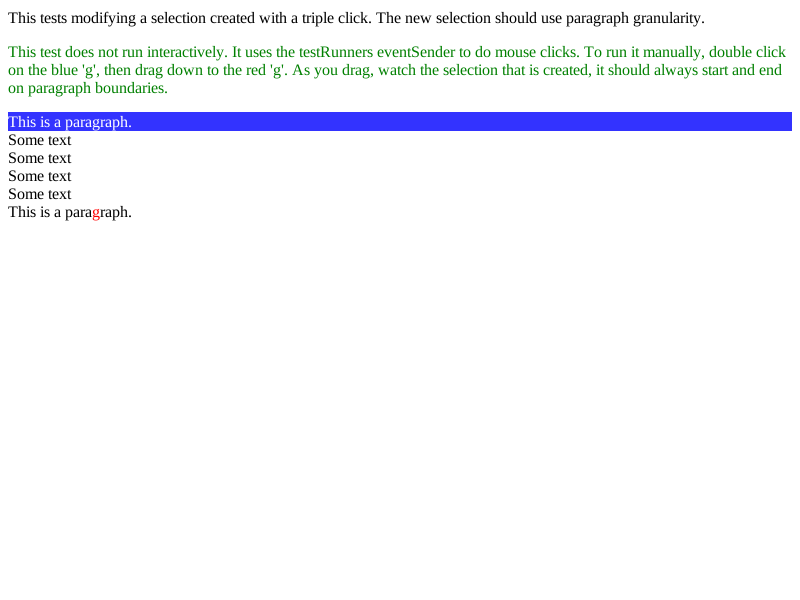 This tests modifying a selection created with a triple click. The new selection should use paragraph granularity.
This test does not run interactively. It uses the testRunners eventSender to do mouse clicks. To run it manually, double click
on the blue 'g', then drag down to the red 'g'. As you drag, watch the selection that is created, it should always start and end
on paragraph boundaries.
This is a paragraph.
Some text
Some text
Some text
Some text
This is a paragraph.